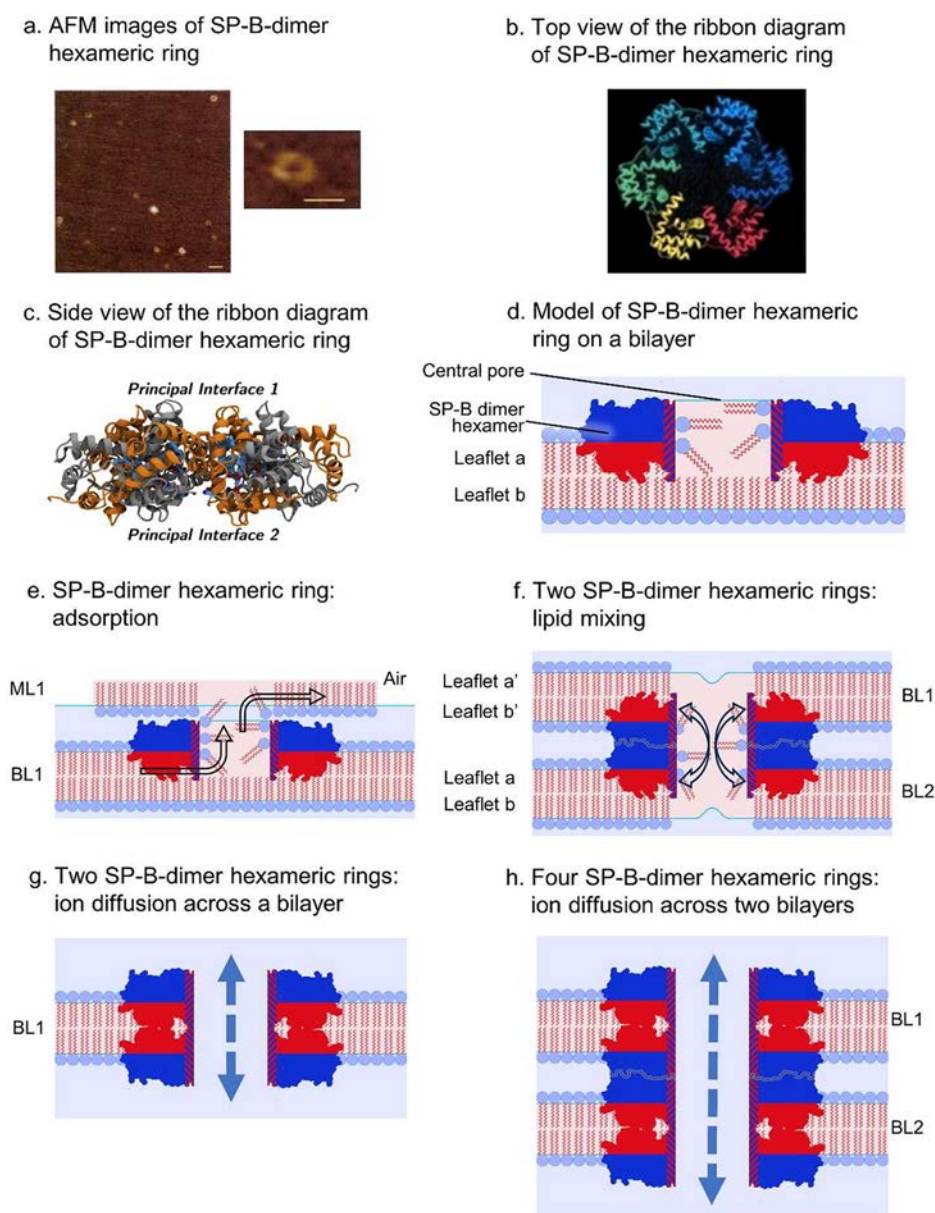 a. AFM images of SP-B-dimer
hexameric ring
b. Top view of the ribbon diagram
of SP-B-dimer hexameric ring
c. Side view of the ribbon diagram
of SP-B-dimer hexameric ring
Principal Interface 1
Principal Interface 2
d. Model of SP-B-dimer hexameric
ring on a bilayer
Central pore
SP-B dimer
hexamer
Leaflet a
Leaflet b
e. SP-B-dimer hexameric ring:
adsorption
ML1
Air
BL1
f. Two SP-B-dimer hexameric rings:
lipid mixing
Leaflet a’
Leaflet b’
BL1
Leaflet a
Leaflet b
BL2
g. Two SP-B-dimer hexameric rings:
ion diffusion across a bilayer
BL1
h. Four SP-B-dimer hexameric rings:
ion diffusion across two bilayers
BL1
BL2